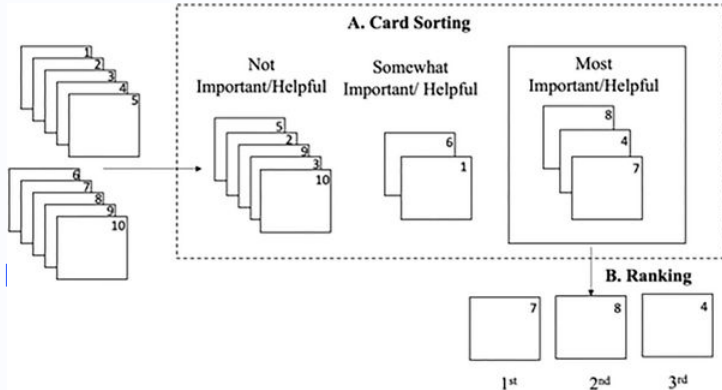 A. Card Sorting
1
2
3
4
5
6
7
8
9
10
Not
Important/Helpful
5
2
9
3
10
Somewhat
Important/ Helpful
6
1
Most
Important/Helpful
8
4
7
B. Ranking
7
8
4
1st
2nd
3rd